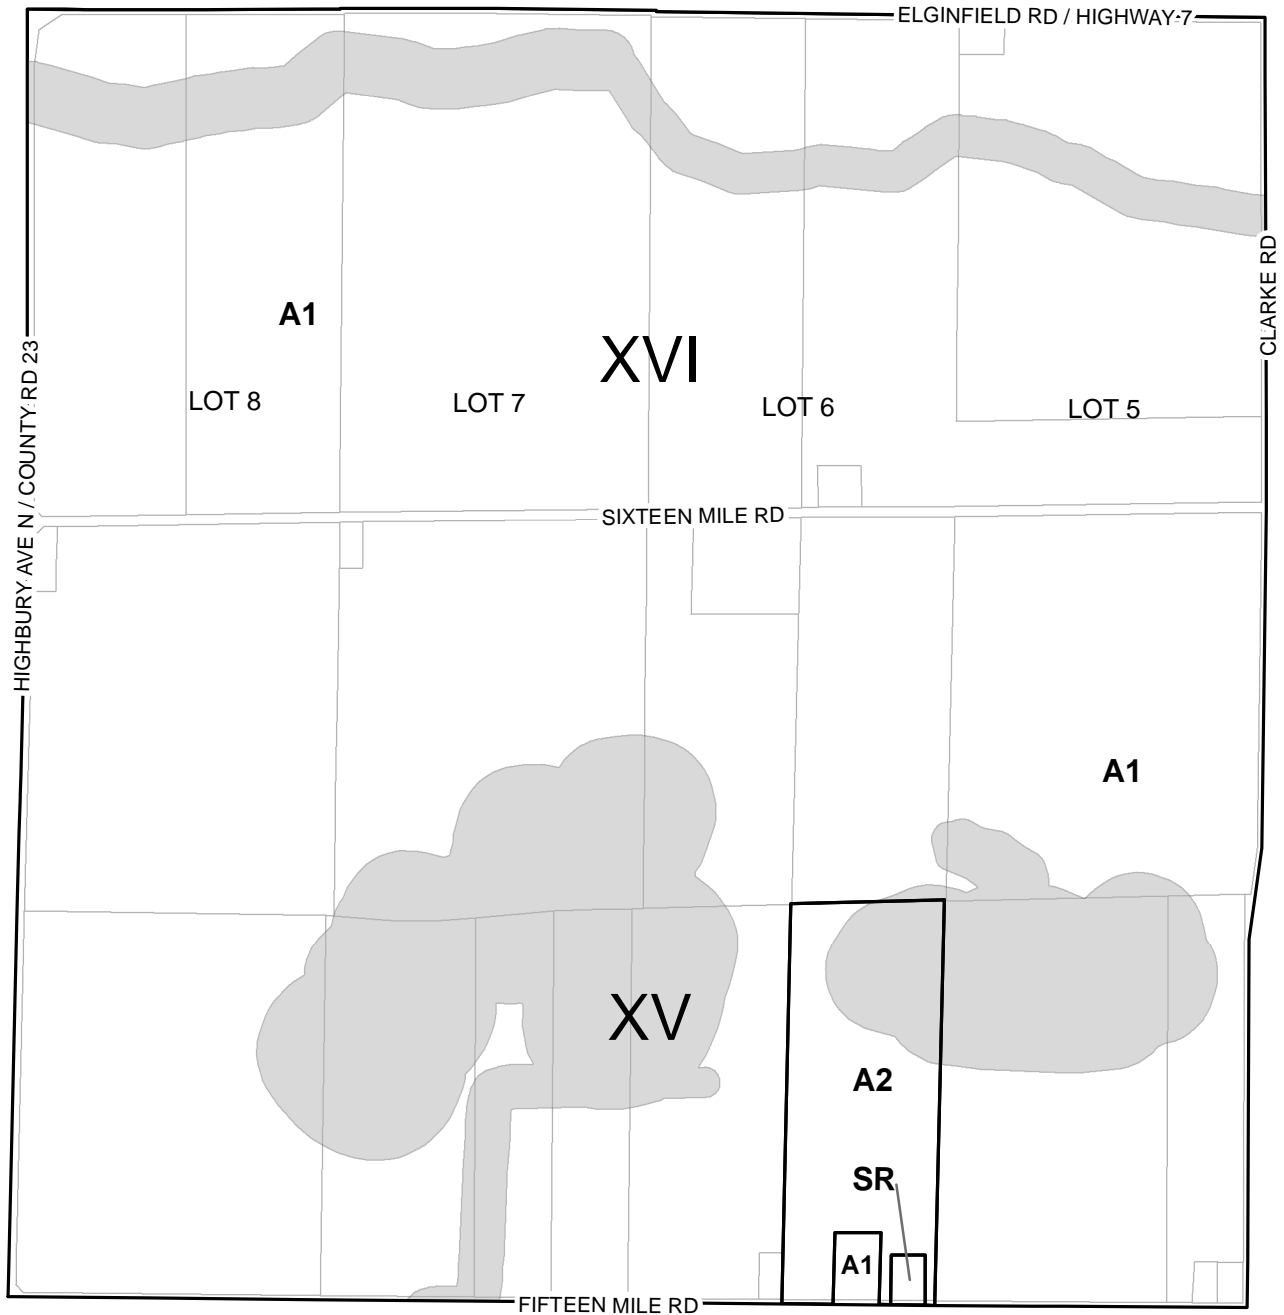 ELGINFIELD RD / HIGHWAY 7
CLARKE RD
A1
XVI
HIGHBURY AVE N / COUNTY RD 23
LOT 8
LOT 7
LOT 6
LOT 5
SIXTEEN MILE RD
A1
XV
A2
SR
A1
FIFTEEN MILE RD